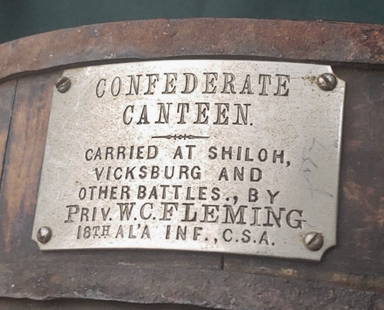 CONFEDERATE
CANTEEN.
CARRIED AT SHILOH,
VICKSBURG AND
OTHER BATTLES., BY
PRIV. W.C. FLEMING
18TH AL'A INF., C.S.A.